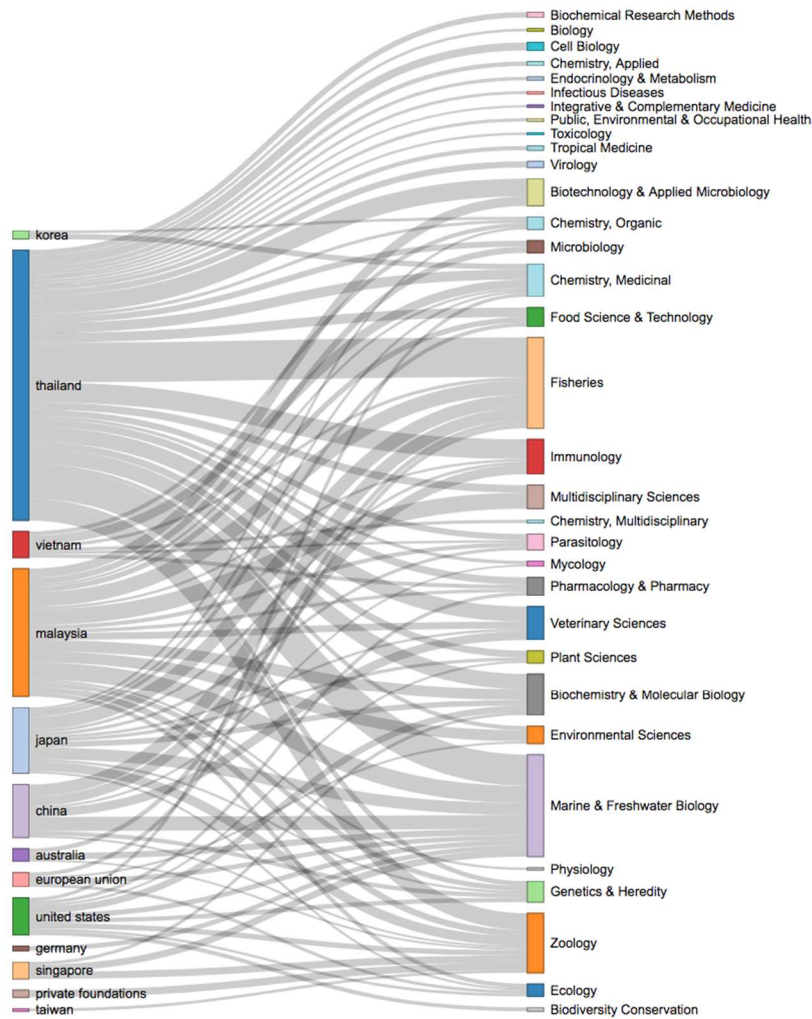 korea
thailand
vietnam
malaysia
japan
china
australia
european union
united states
germany
singapore
private foundations
taiwan
Biochemical Research Methods
Biology
Cell Biology
Chemistry, Applied
Endocrinology & Metabolism
Infectious Diseases
Integrative & Complementary Medicine
Public, Environmental & Occupational Health
Toxicology
Tropical Medicine
Virology
Biotechnology & Applied Microbiology
Chemistry, Organic
Microbiology
Chemistry, Medicinal
Food Science & Technology
Fisheries
Immunology
Multidisciplinary Sciences
Chemistry, Multidisciplinary
Parasitology
Mycology
Pharmacology & Pharmacy
Veterinary Sciences
Plant Sciences
Biochemistry & Molecular Biology
Environmental Sciences
Marine & Freshwater Biology
Physiology
Genetics & Heredity
Zoology
Ecology
Biodiversity Conservation